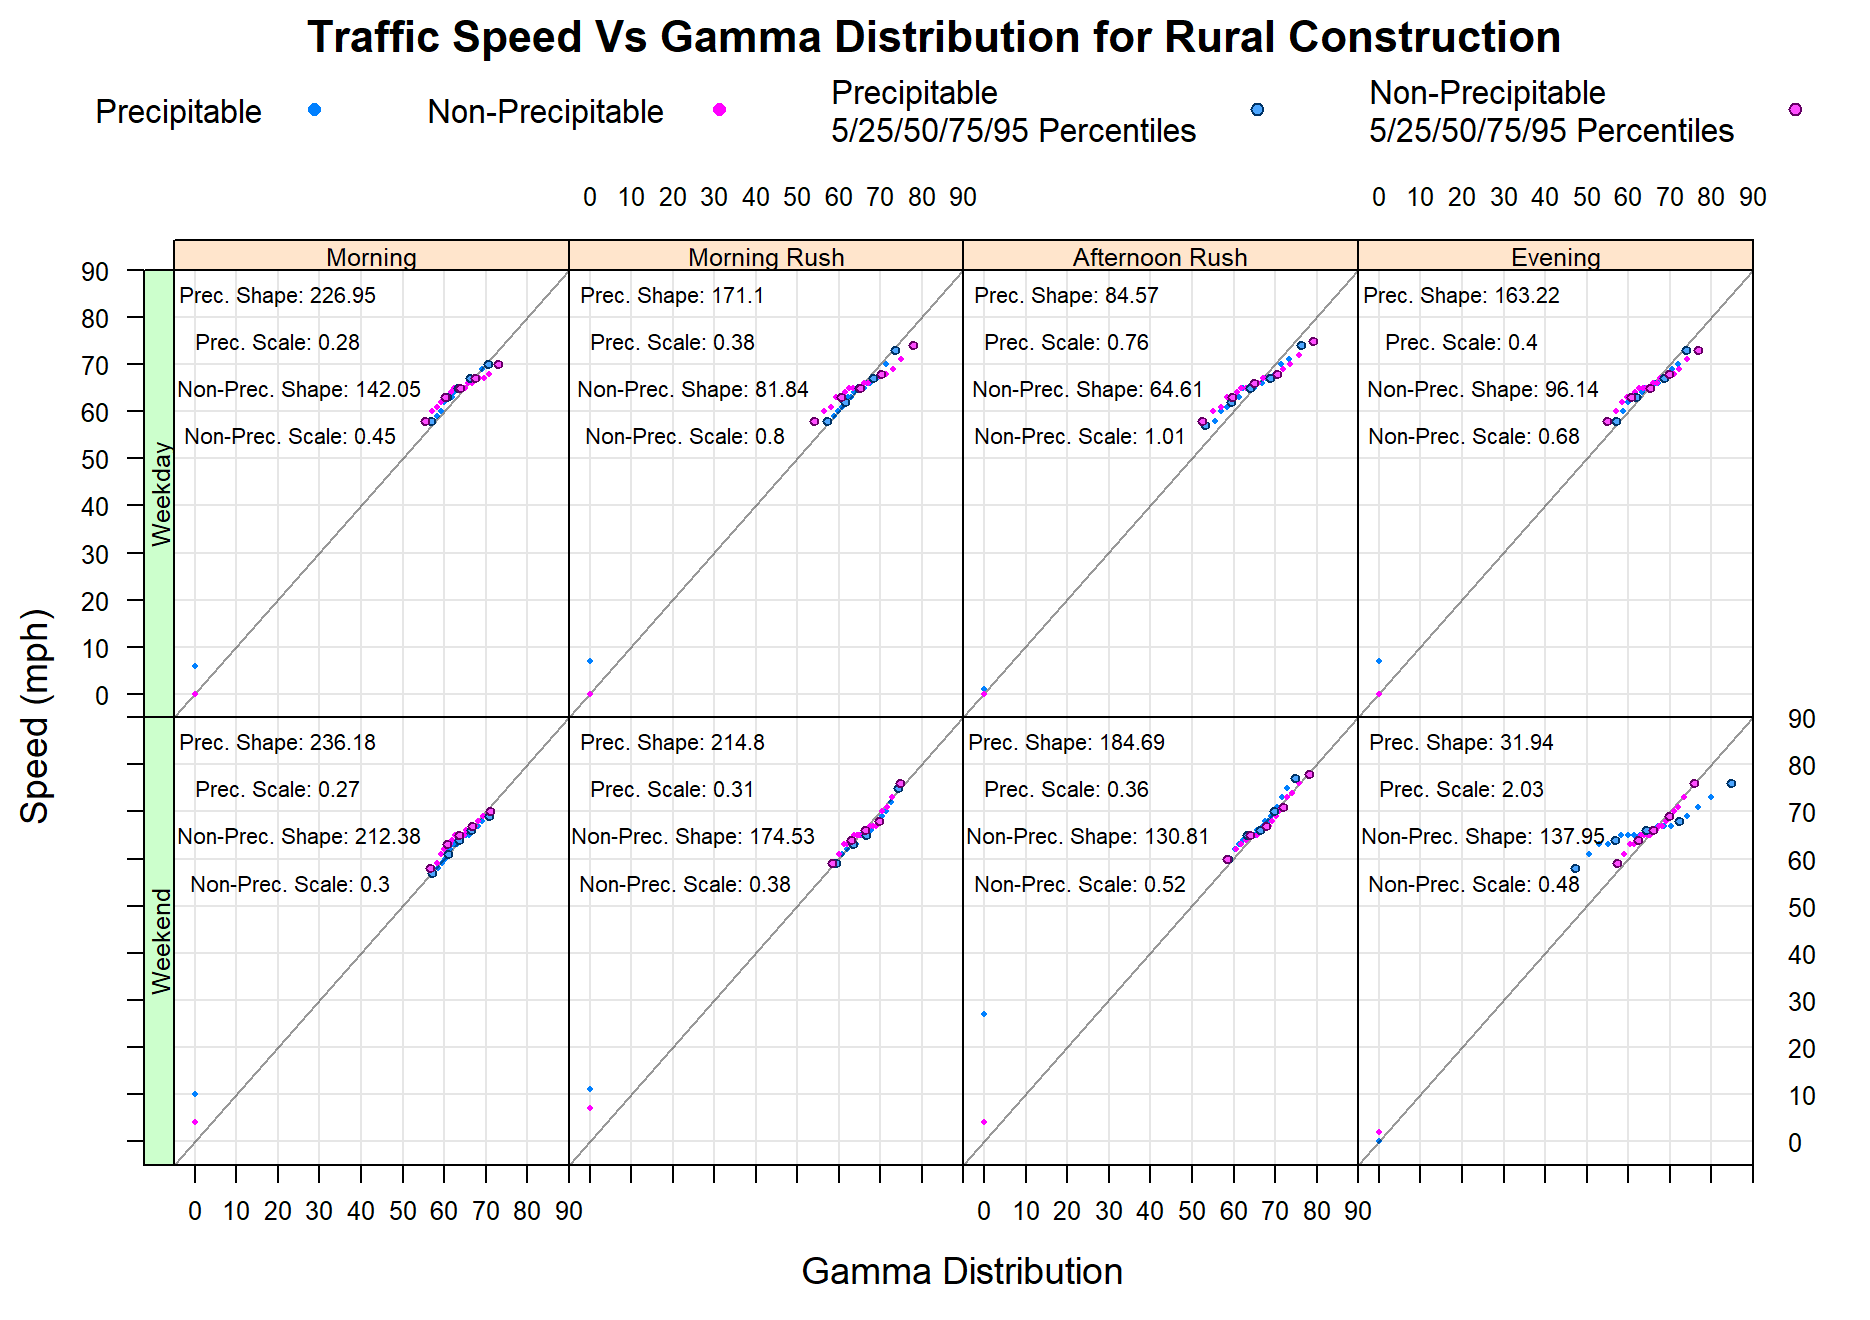 Traffic Speed Vs Gamma Distribution for Rural Construction
Precipitable
Non-Precipitable
Precipitable
5/25/50/75/95 Percentiles
Non-Precipitable
5/25/50/75/95 Percentiles
0 10 20 30 40 50 60 70 80 90
0 10 20 30 40 50 60 70 80 90
Morning
Morning Rush
Afternoon Rush
Evening
Speed (mph)
90
80
70
60
50
40
30
20
10
0
Weekday
Prec. Shape: 226.95
Prec. Scale: 0.28
Non-Prec. Shape: 142.05
Non-Prec. Scale: 0.45
Prec. Shape: 171.1
Prec. Scale: 0.38
Non-Prec. Shape: 81.84
Non-Prec. Scale: 0.8
Prec. Shape: 84.57
Prec. Scale: 0.76
Non-Prec. Shape: 64.61
Non-Prec. Scale: 1.01
Prec. Shape: 163.22
Prec. Scale: 0.4
Non-Prec. Shape: 96.14
Non-Prec. Scale: 0.68
Weekend
Prec. Shape: 236.18
Prec. Scale: 0.27
Non-Prec. Shape: 212.38
Non-Prec. Scale: 0.3
Prec. Shape: 214.8
Prec. Scale: 0.31
Non-Prec. Shape: 174.53
Non-Prec. Scale: 0.38
Prec. Shape: 184.69
Prec. Scale: 0.36
Non-Prec. Shape: 130.81
Non-Prec. Scale: 0.52
Prec. Shape: 31.94
Prec. Scale: 2.03
Non-Prec. Shape: 137.95
Non-Prec. Scale: 0.48
90
80
70
60
50
40
30
20
10
0
0 10 20 30 40 50 60 70 80 90
0 10 20 30 40 50 60 70 80 90
Gamma Distribution